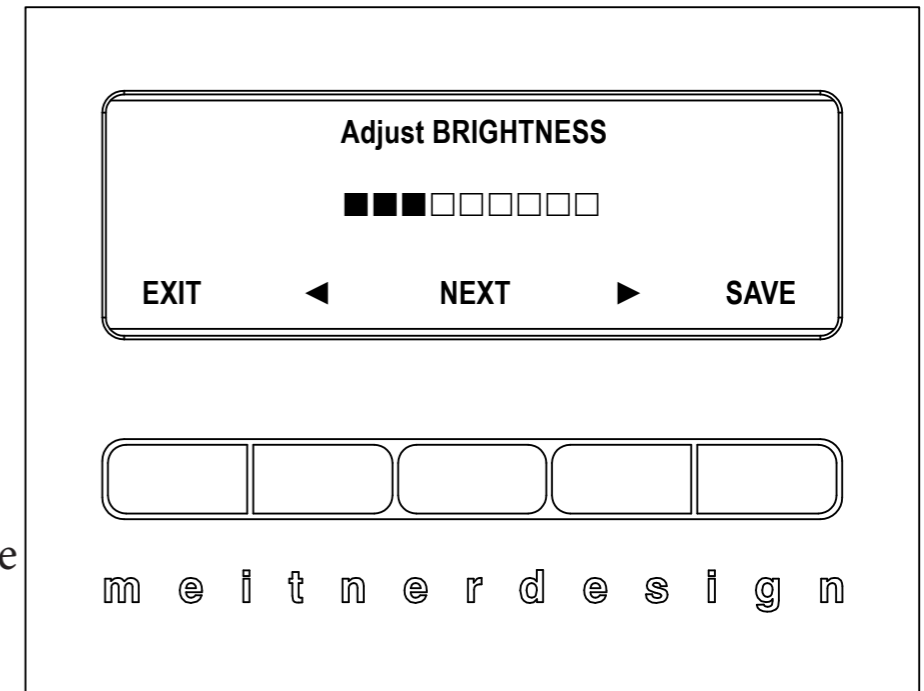 Adjust BRIGHTNESS
■■■□□□□□□
EXIT ◄ NEXT ► SAVE
e
meitnerdesign